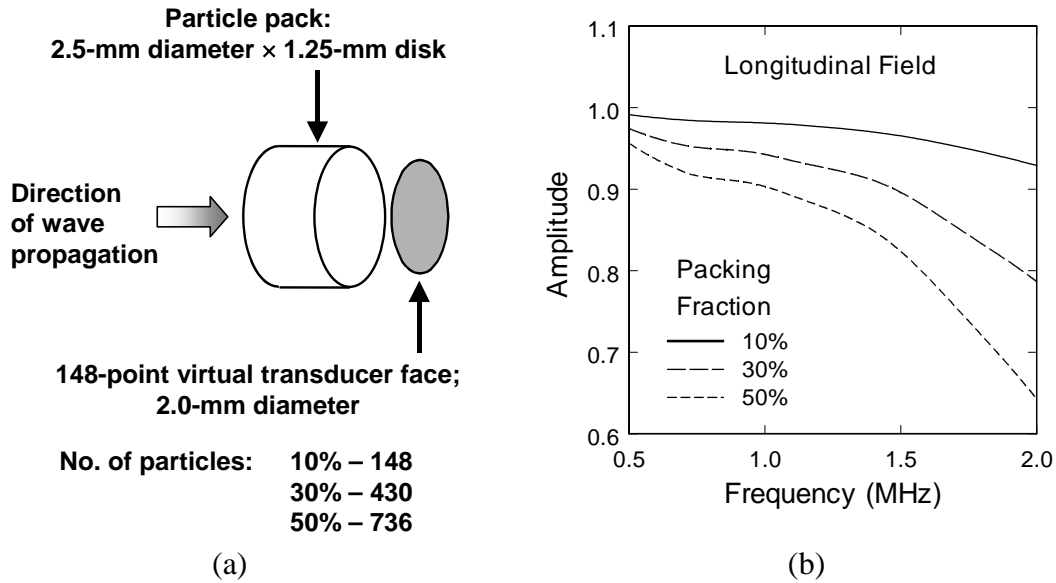 Particle pack:
2.5-mm diameter × 1.25-mm disk
Direction
of wave
propagation
148-point virtual transducer face;
2.0-mm diameter
No. of particles: 10% – 148
30% – 430
50% – 736
(a)
1.1
1.0
0.9
0.8
0.7
0.6
Amplitude
Longitudinal Field
Packing
Fraction
10%
30%
50%
0.5 1.0 1.5 2.0
Frequency (MHz)
(b)